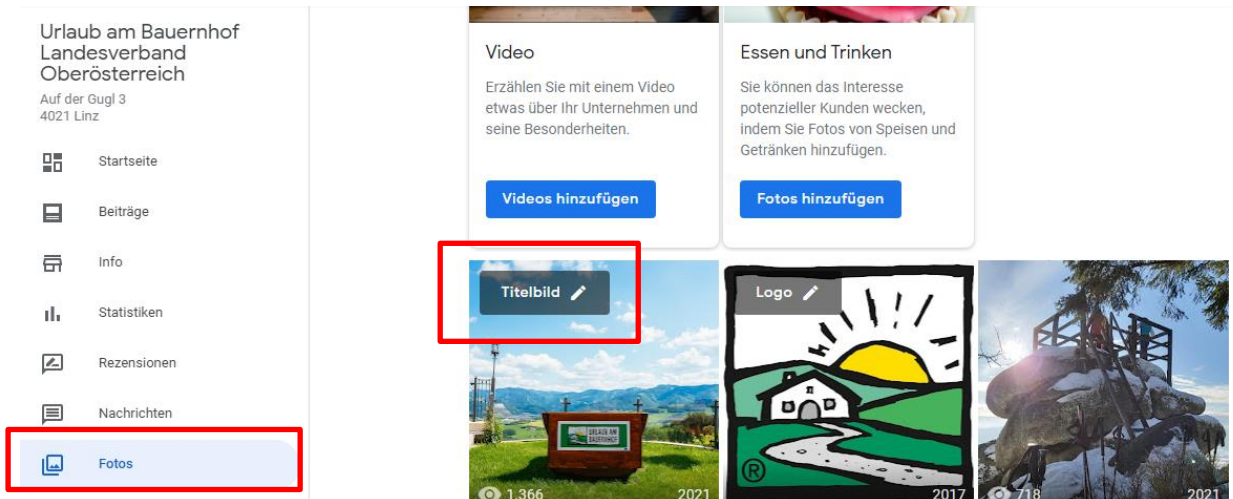 Urlaub am Bauernhof
Landesverband
Oberösterreich
Auf der Gugl 3
4021 Linz
Startseite
Beiträge
Info
Statistiken
Rezensionen
Nachrichten
Fotos
Video
Erzählen Sie mit einem Video
etwas über Ihr Unternehmen und
seine Besonderheiten.
Videos hinzufügen
Essen und Trinken
Sie können das Interesse
potenzieller Kunden wecken,
indem Sie Fotos von Speisen und
Getränken hinzufügen.
Fotos hinzufügen
Titelbild
URLAUB AM
BAUERNHOF
1.366
2021
Logo
®
2017
718
2021